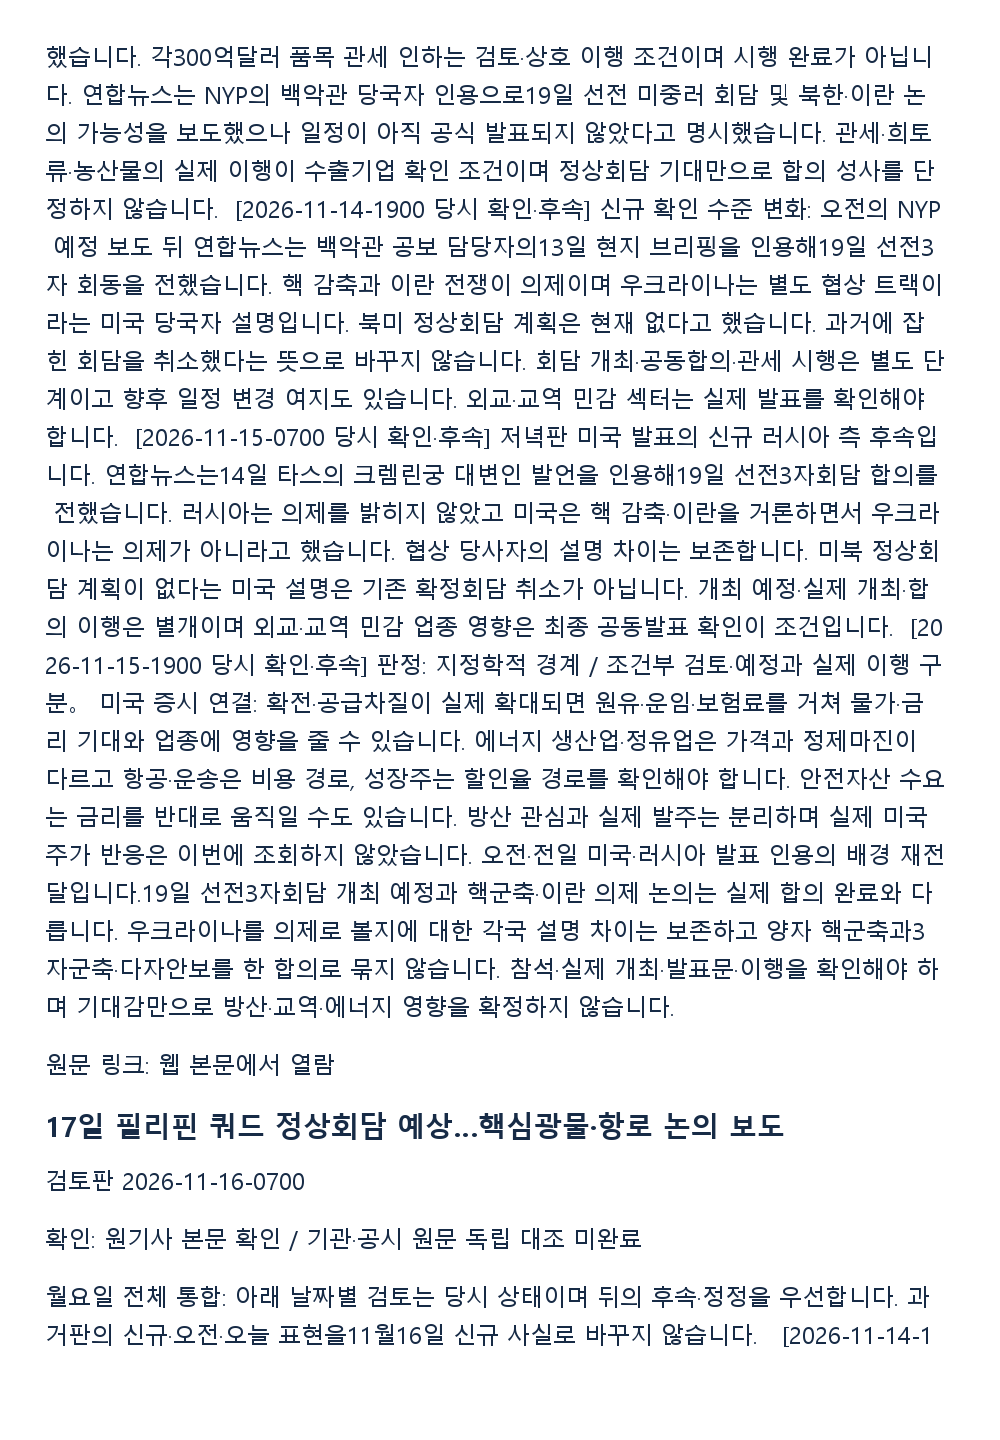 했습니다. 각300억달러 품목 관세 인하는 검토·상호 이행 조건이며 시행 완료가 아닙니
다. 연합뉴스는 NYP의 백악관 당국자 인용으로19일 선전 미중러 회담 및 북한·이란 논
의 가능성을 보도했으나 일정이 아직 공식 발표되지 않았다고 명시했습니다. 관세·희토
류·농산물의 실제 이행이 수출기업 확인 조건이며 정상회담 기대만으로 합의 성사를 단
정하지 않습니다.  [2026-11-14-1900 당시 확인·후속] 신규 확인 수준 변화: 오전의 NYP
 예정 보도 뒤 연합뉴스는 백악관 공보 담당자의13일 현지 브리핑을 인용해19일 선전3
자 회동을 전했습니다. 핵 감축과 이란 전쟁이 의제이며 우크라이나는 별도 협상 트랙이
라는 미국 당국자 설명입니다. 북미 정상회담 계획은 현재 없다고 했습니다. 과거에 잡
힌 회담을 취소했다는 뜻으로 바꾸지 않습니다. 회담 개최·공동합의·관세 시행은 별도 단
계이고 향후 일정 변경 여지도 있습니다. 외교·교역 민감 섹터는 실제 발표를 확인해야
합니다.  [2026-11-15-0700 당시 확인·후속] 저녁판 미국 발표의 신규 러시아 측 후속입
니다. 연합뉴스는14일 타스의 크렘린궁 대변인 발언을 인용해19일 선전3자회담 합의를
 전했습니다. 러시아는 의제를 밝히지 않았고 미국은 핵 감축·이란을 거론하면서 우크라
이나는 의제가 아니라고 했습니다. 협상 당사자의 설명 차이는 보존합니다. 미북 정상회
담 계획이 없다는 미국 설명은 기존 확정회담 취소가 아닙니다. 개최 예정·실제 개최·합
의 이행은 별개이며 외교·교역 민감 업종 영향은 최종 공동발표 확인이 조건입니다.  [20
26-11-15-1900 당시 확인·후속] 판정: 지정학적 경계 / 조건부 검토·예정과 실제 이행 구
분。 미국 증시 연결: 확전·공급차질이 실제 확대되면 원유·운임·보험료를 거쳐 물가·금
리 기대와 업종에 영향을 줄 수 있습니다. 에너지 생산업·정유업은 가격과 정제마진이
다르고 항공·운송은 비용 경로, 성장주는 할인율 경로를 확인해야 합니다. 안전자산 수요
는 금리를 반대로 움직일 수도 있습니다. 방산 관심과 실제 발주는 분리하며 실제 미국
주가 반응은 이번에 조회하지 않았습니다. 오전·전일 미국·러시아 발표 인용의 배경 재전
달입니다.19일 선전3자회담 개최 예정과 핵군축·이란 의제 논의는 실제 합의 완료와 다
릅니다. 우크라이나를 의제로 볼지에 대한 각국 설명 차이는 보존하고 양자 핵군축과3
자군축·다자안보를 한 합의로 묶지 않습니다. 참석·실제 개최·발표문·이행을 확인해야 하
며 기대감만으로 방산·교역·에너지 영향을 확정하지 않습니다.
원문 링크: 웹 본문에서 열람
17일 필리핀 쿼드 정상회담 예상...핵심광물·항로 논의 보도
검토판 2026-11-16-0700
확인: 원기사 본문 확인 / 기관·공시 원문 독립 대조 미완료
월요일 전체 통합: 아래 날짜별 검토는 당시 상태이며 뒤의 후속·정정을 우선합니다. 과
거판의 신규·오전·오늘 표현을11월16일 신규 사실로 바꾸지 않습니다.   [2026-11-14-1